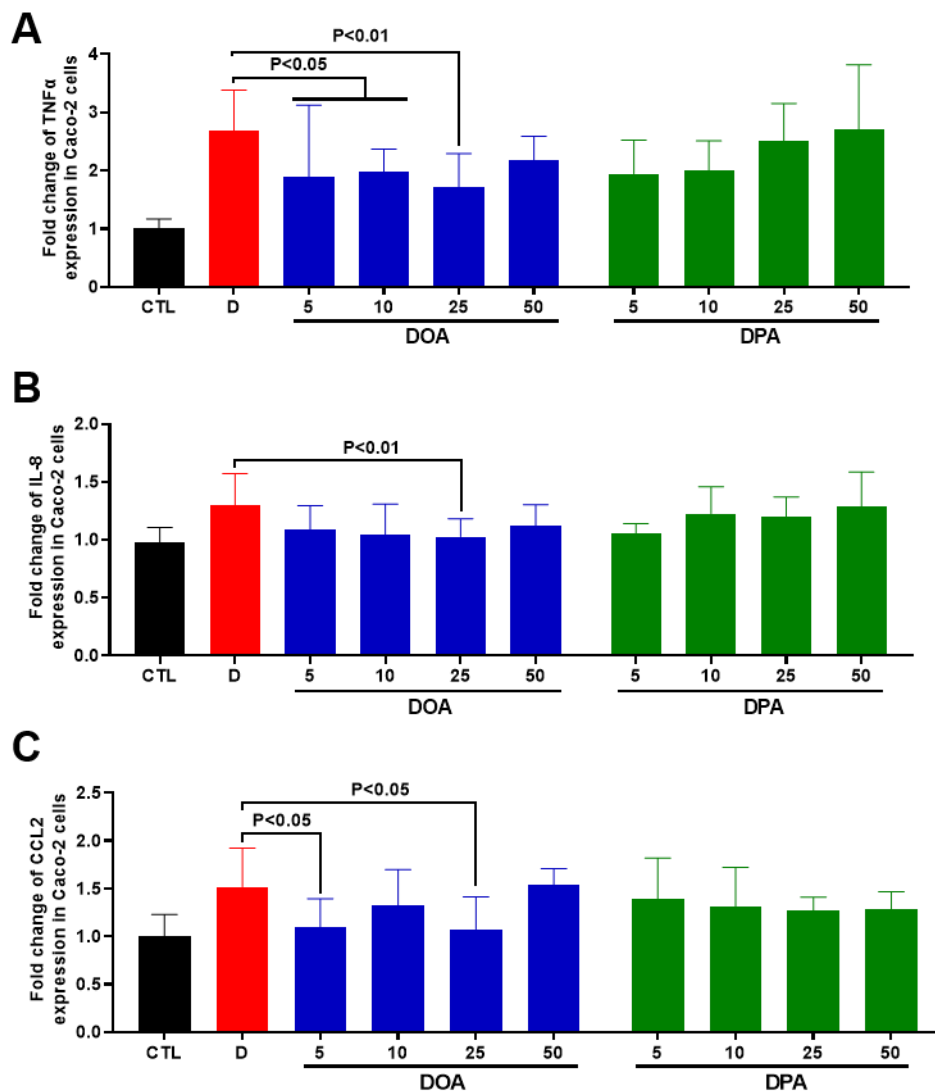 A
Fold change of TNFα
expression in Caco-2 cells
4
3
2
1
0
P<0.01
P<0.05
CTL D 5 10 25 50 5 10 25 50
DOA DPA
B
Fold change of IL-8
expression in Caco-2 cells
2.0
1.5
1.0
0.5
0.0
P<0.01
CTL D 5 10 25 50 5 10 25 50
DOA DPA
C
Fold change of CCL2
expression in Caco-2 cells
2.5
2.0
1.5
1.0
0.5
0.0
P<0.05
P<0.05
CTL D 5 10 25 50 5 10 25 50
DOA DPA